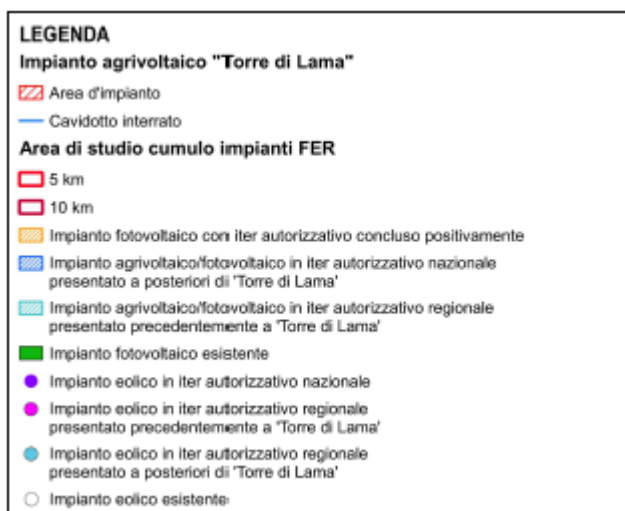 LEGENDA
Impianto agrivoltaico "Torre di Lama"
Area d'impianto
Cavidotto interrato
Area di studio cumulo impianti FER
5 km
10 km
Impianto fotovoltaico con iter autorizzativo concluso positivamente
Impianto agrivoltaico/fotovoltaico in iter autorizzativo nazionale
presentato a posteriori di 'Torre di Lama'
Impianto agrivoltaico/fotovoltaico in iter autorizzativo regionale
presentato precedentemente a 'Torre di Lama'
Impianto fotovoltaico esistente
Impianto eolico in iter autorizzativo nazionale
Impianto eolico in iter autorizzativo regionale
presentato precedentemente a 'Torre di Lama'
Impianto eolico in iter autorizzativo regionale
presentato a posteriori di 'Torre di Lama'
Impianto eolico esistente